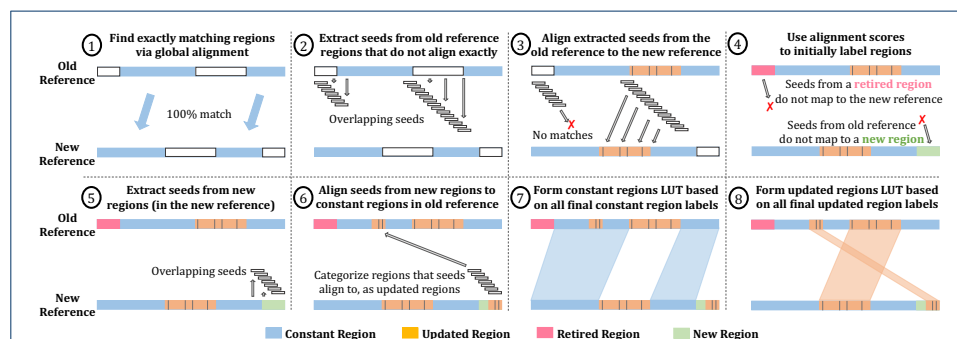 1 Find exactly matching regions
via global alignment
2 Extract seeds from old reference
regions that do not align exactly
3 Align extracted seeds from the
old reference to the new reference
4 Use alignment scores
to initially label regions
Old
Reference
100% match
New
Reference
Overlapping seeds
No matches
Seeds from a retired region
do not map to the new reference
Seeds from old reference
do not map to a new region
5 Extract seeds from new
regions (in the new reference)
6 Align seeds from new regions to
constant regions in old reference
7 Form constant regions LUT based
on all final constant region labels
8 Form updated regions LUT based
on all final updated region labels
Old
Reference
Overlapping seeds
New
Reference
Categorize regions that seeds
align to, as updated regions
Constant Region
Updated Region
Retired Region
New Region